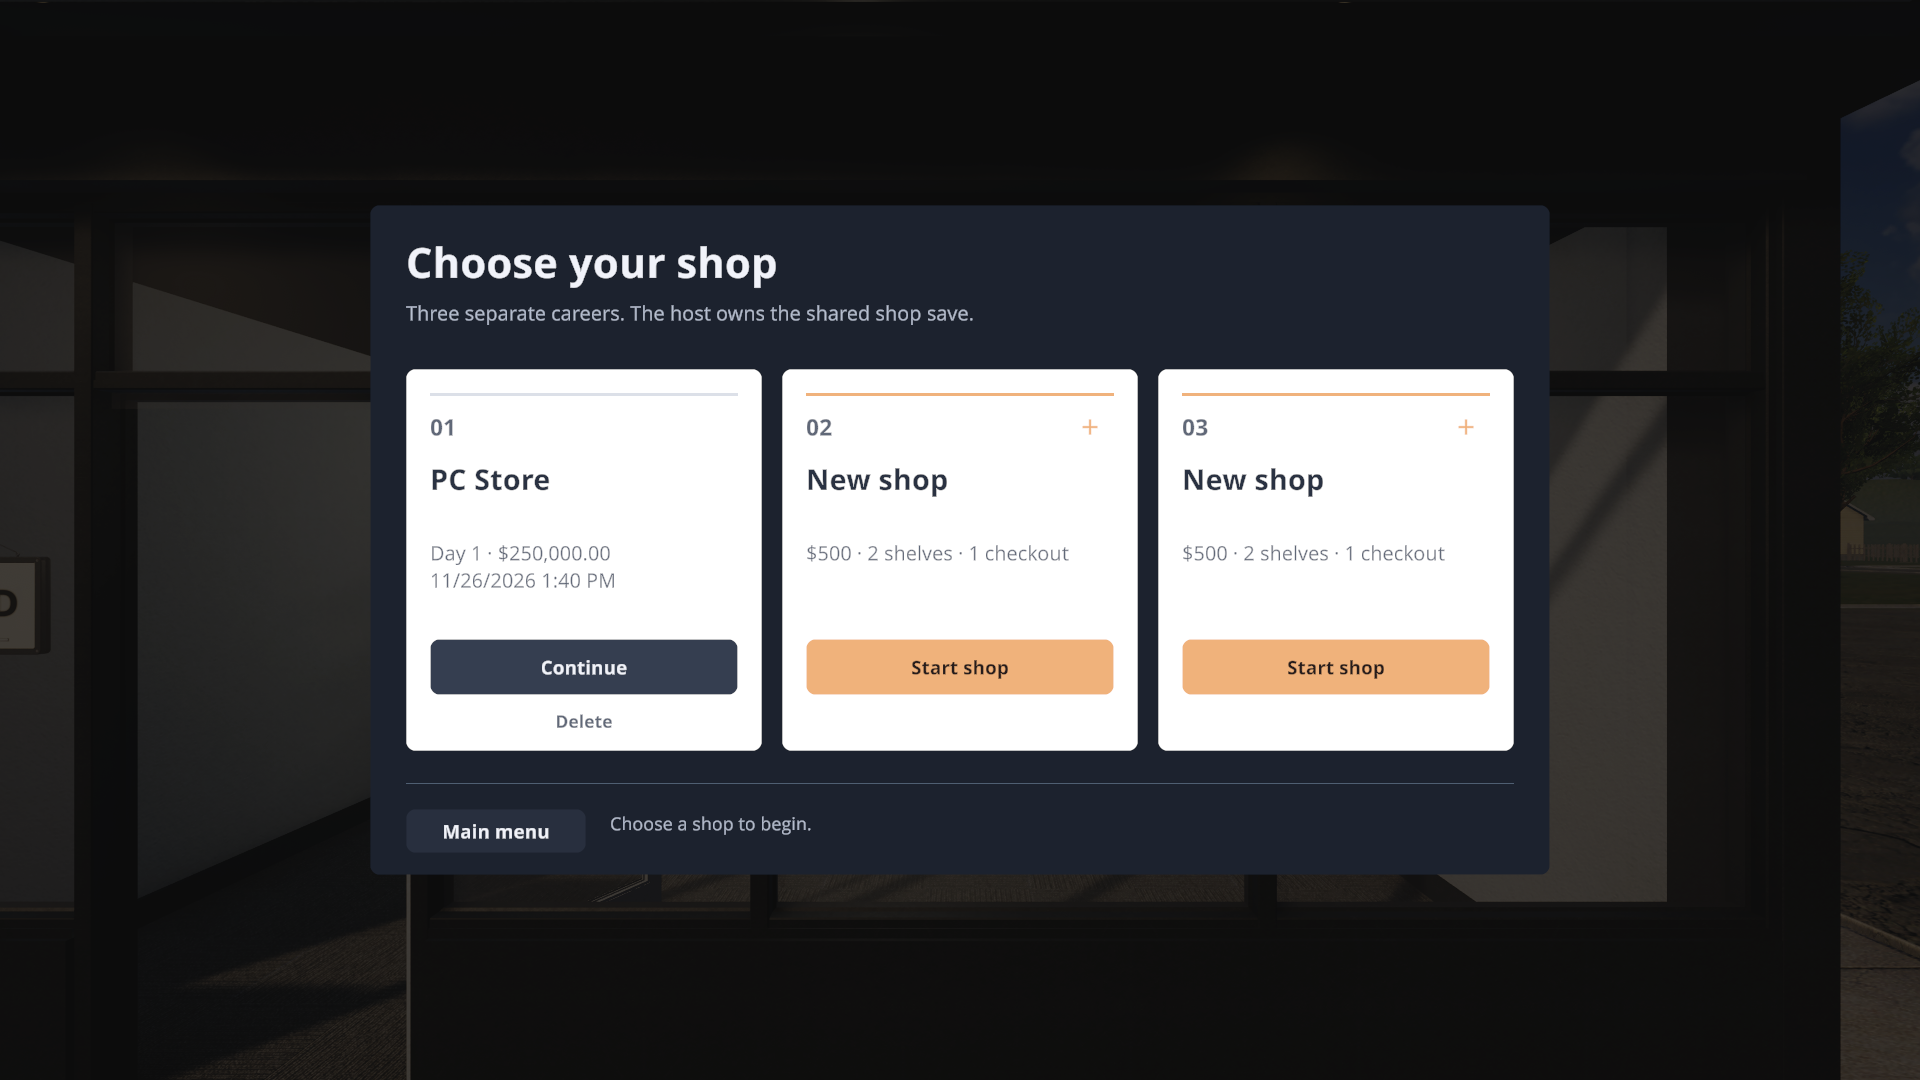 Choose your shop
Three separate careers. The host owns the shared shop save.
01
PC Store
Day 1 · $250,000.00
11/26/2026 1:40 PM
Continue
Delete
02
+
New shop
$500 · 2 shelves · 1 checkout
Start shop
03
+
New shop
$500 · 2 shelves · 1 checkout
Start shop
Main menu
Choose a shop to begin.
D